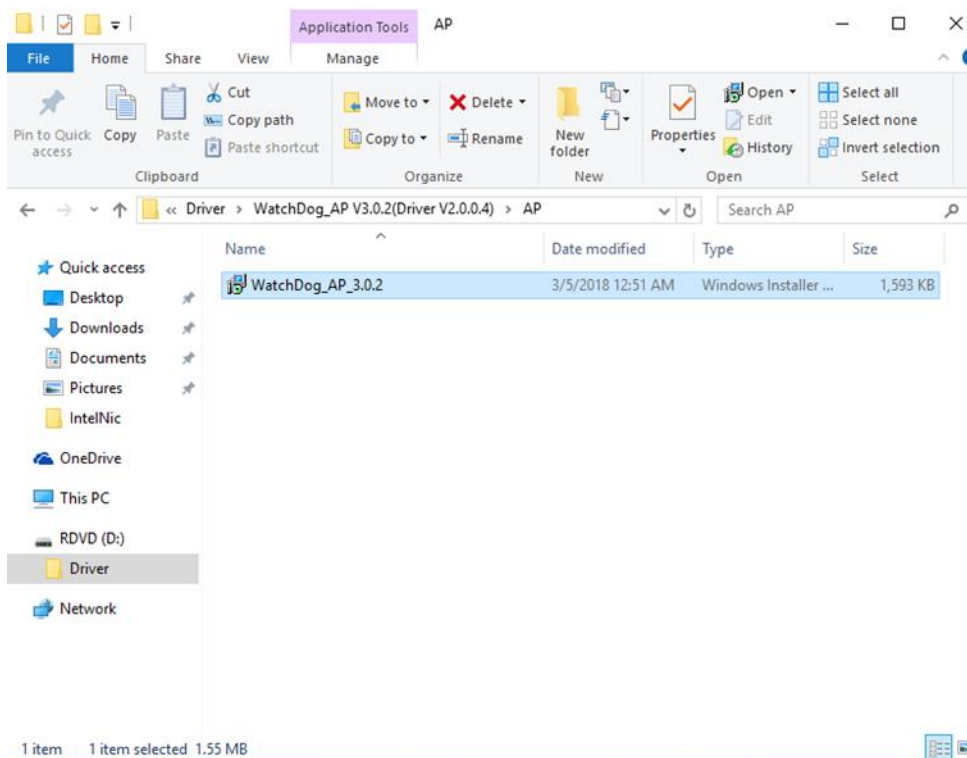 Application Tools AP
File Home Share View Manage
Pin to Quick access
Copy
Paste
Cut
Copy path
Paste shortcut
Clipboard
Move to
Copy to
Delete
Rename
Organize
New folder
New
Properties
Open
Edit
History
Open
Select all
Select none
Invert selection
Select
« Driver › WatchDog_AP V3.0.2(Driver V2.0.0.4) › AP
Search AP
Name Date modified Type Size
WatchDog_AP_3.0.2 3/5/2018 12:51 AM Windows Installer ... 1,593 KB
Quick access
Desktop
Downloads
Documents
Pictures
IntelNic
OneDrive
This PC
RDVD (D:)
Driver
Network
1 item 1 item selected 1.55 MB